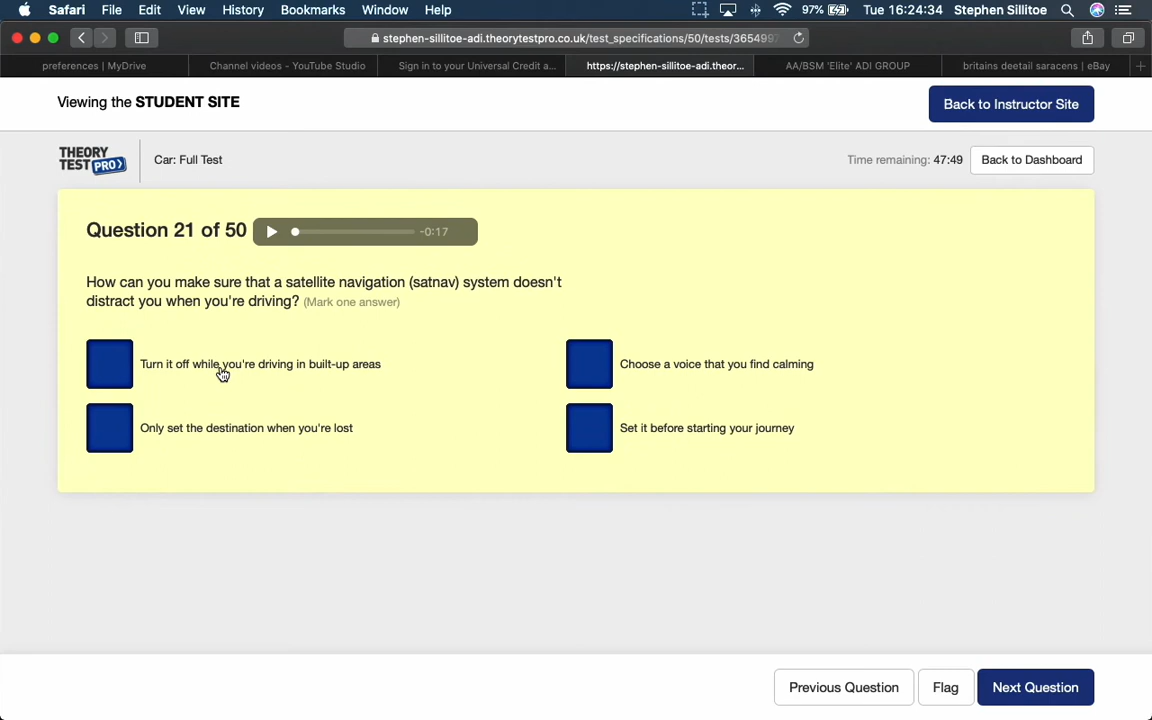 Safari File Edit View History Bookmarks Window Help 97% Tue 16:24:34 Stephen Sillitoe
stephen-sillitoe-adi.theorytestpro.co.uk/test_specifications/50/tests/3654997
preferences | MyDrive Channel videos - YouTube Studio Sign in to your Universal Credit a... https://stephen-sillitoe-adi.theor... AA/BSM 'Elite' ADI GROUP britains deetail saracens | eBay
Viewing the STUDENT SITE Back to Instructor Site
THEORY
TEST PRO
Car: Full Test Time remaining: 47:49 Back to Dashboard
Question 21 of 50 -0:17
How can you make sure that a satellite navigation (satnav) system doesn't
distract you when you're driving? (Mark one answer)
Turn it off while you're driving in built-up areas Choose a voice that you find calming
Only set the destination when you're lost Set it before starting your journey
Previous Question Flag Next Question